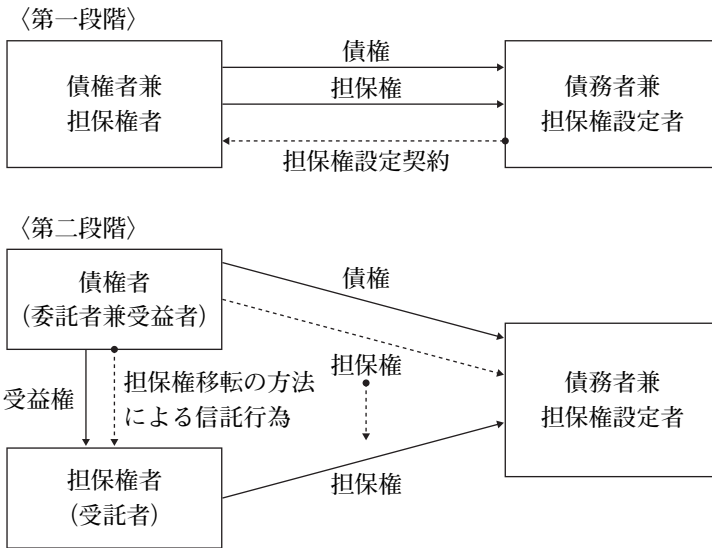 〈第一段階〉
債権者兼
担保権者
債権
担保権
担保権設定契約
債務者兼
担保権設定者
〈第二段階〉
債権者
(委託者兼受益者)
債権
担保権
受益権
担保権移転の方法
による信託行為
担保権者
(受託者)
担保権
債務者兼
担保権設定者